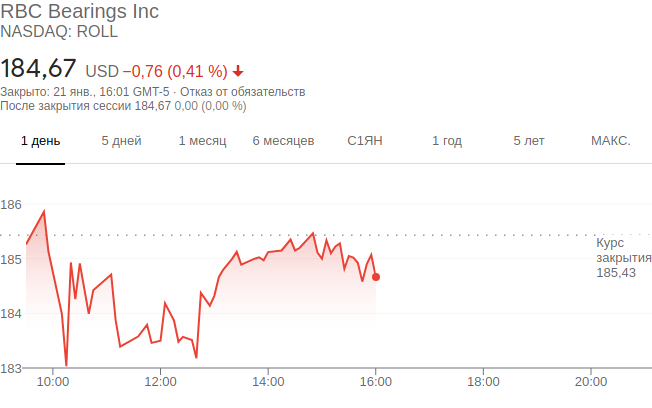 RBC Bearings Inc
NASDAQ: ROLL
184,67 USD −0,76 (0,41 %)
Закрыто: 21 янв., 16:01 GMT-5 · Отказ от обязательств
После закрытия сессии 184,67 0,00 (0,00 %)
1 день 5 дней 1 месяц 6 месяцев С1ЯН 1 год 5 лет МАКС.
186
Курс
закрытия
185,43
185
184
183
10:00 12:00 14:00 16:00 18:00 20:00